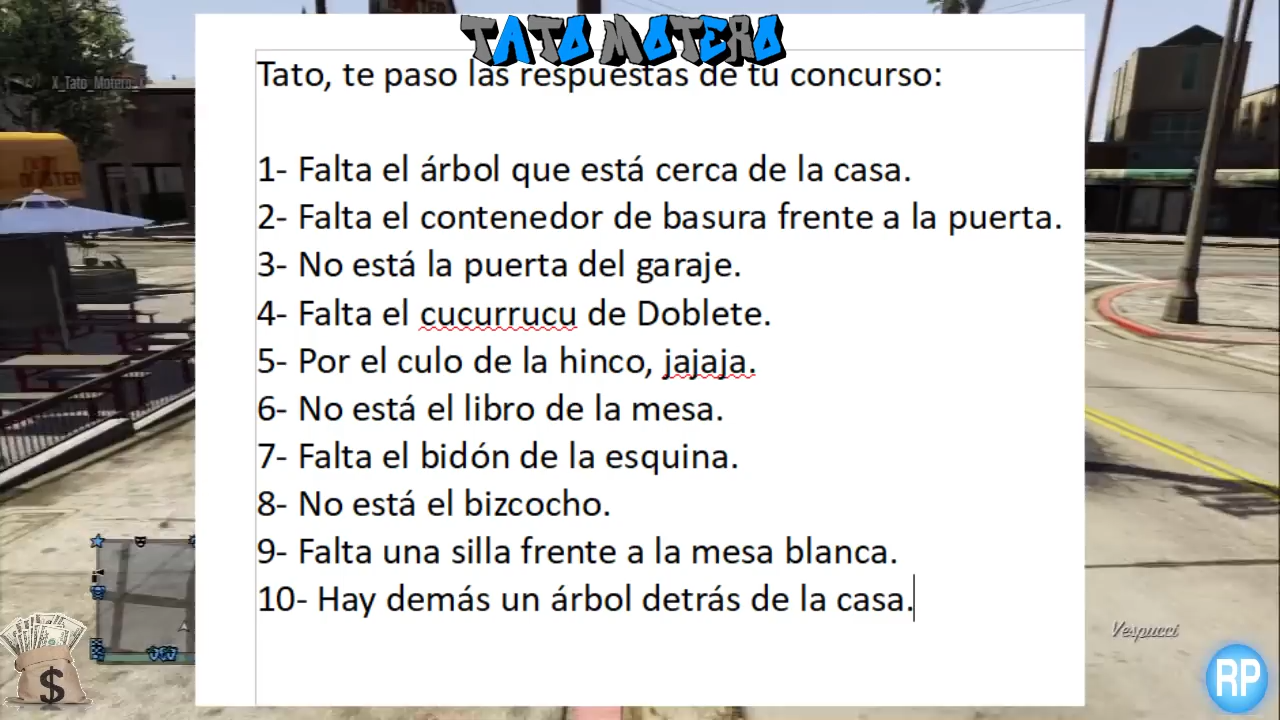 TATO MOTERO
Tato, te paso las respuestas de tu concurso:
X_Tato_Motero_
1- Falta el árbol que está cerca de la casa.
2- Falta el contenedor de basura frente a la puerta.
3- No está la puerta del garaje.
4- Falta el cucurrucu de Doblete.
5- Por el culo de la hinco, jajaja.
6- No está el libro de la mesa.
7- Falta el bidón de la esquina.
8- No está el bizcocho.
9- Falta una silla frente a la mesa blanca.
10- Hay demás un árbol detrás de la casa.
Vespucci
$
RP